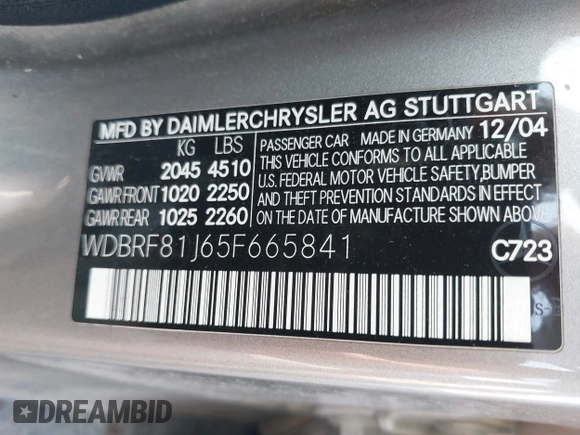 MFD BY DAIMLERCHRYSLER AG STUTTGART
KG LBS
GVWR 2045 4510
GAWR FRONT 1020 2250
GAWR REAR 1025 2260
PASSENGER CAR MADE IN GERMANY 12/04
THIS VEHICLE CONFORMS TO ALL APPLICABLE
U.S. FEDERAL MOTOR VEHICLE SAFETY,BUMPER
AND THEFT PREVENTION STANDARDS IN EFFECT
ON THE DATE OF MANUFACTURE SHOWN ABOVE
WDBRF81J65F665841
C723
US-
DREAMBID